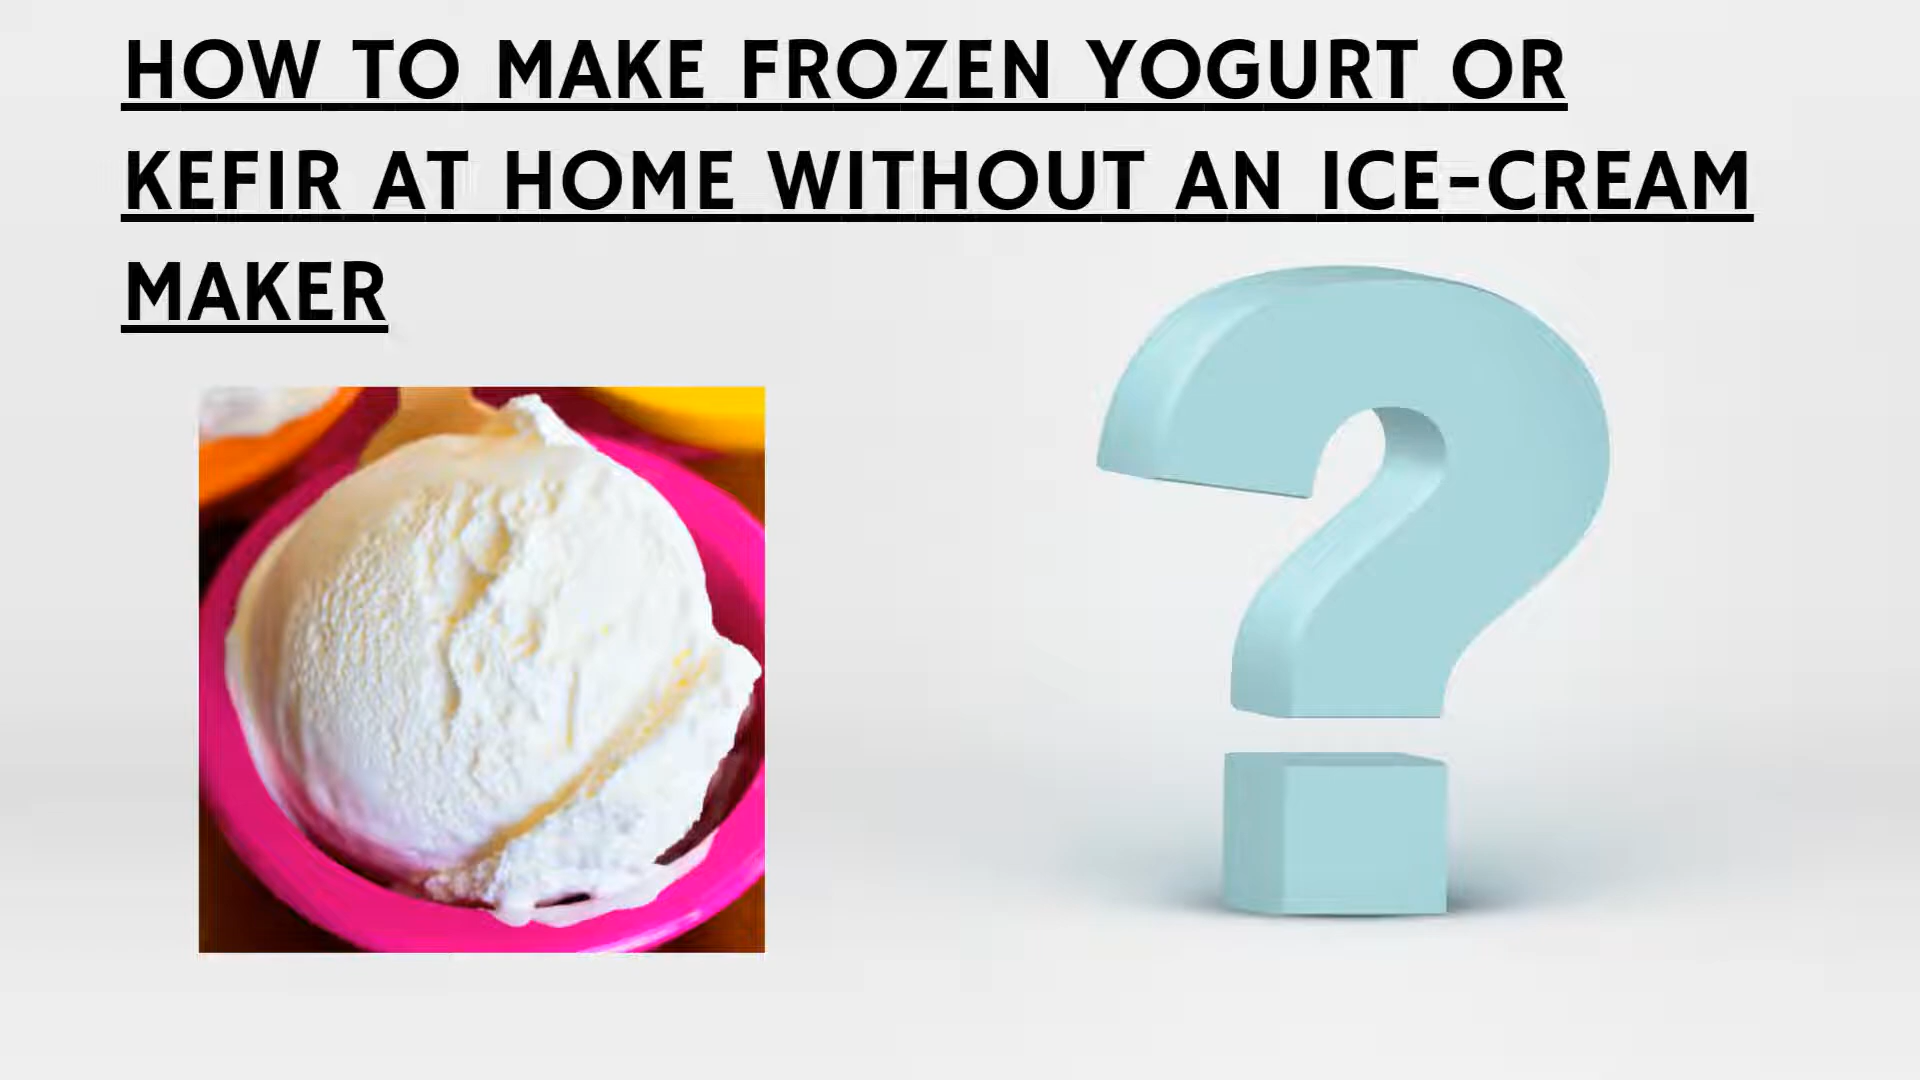 HOW TO MAKE FROZEN YOGURT OR
KEFIR AT HOME WITHOUT AN ICE-CREAM
MAKER
?